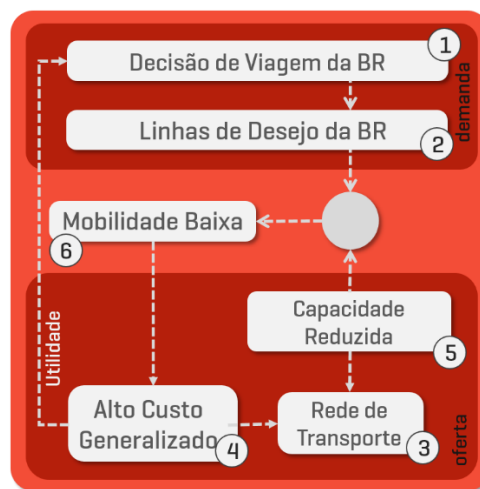 Decisão de Viagem da BR
1
demanda
Linhas de Desejo da BR
2
Mobilidade Baixa
6
Capacidade
Reduzida
5
Utilidade
Alto Custo
Generalizado
4
Rede de
Transporte
3
oferta